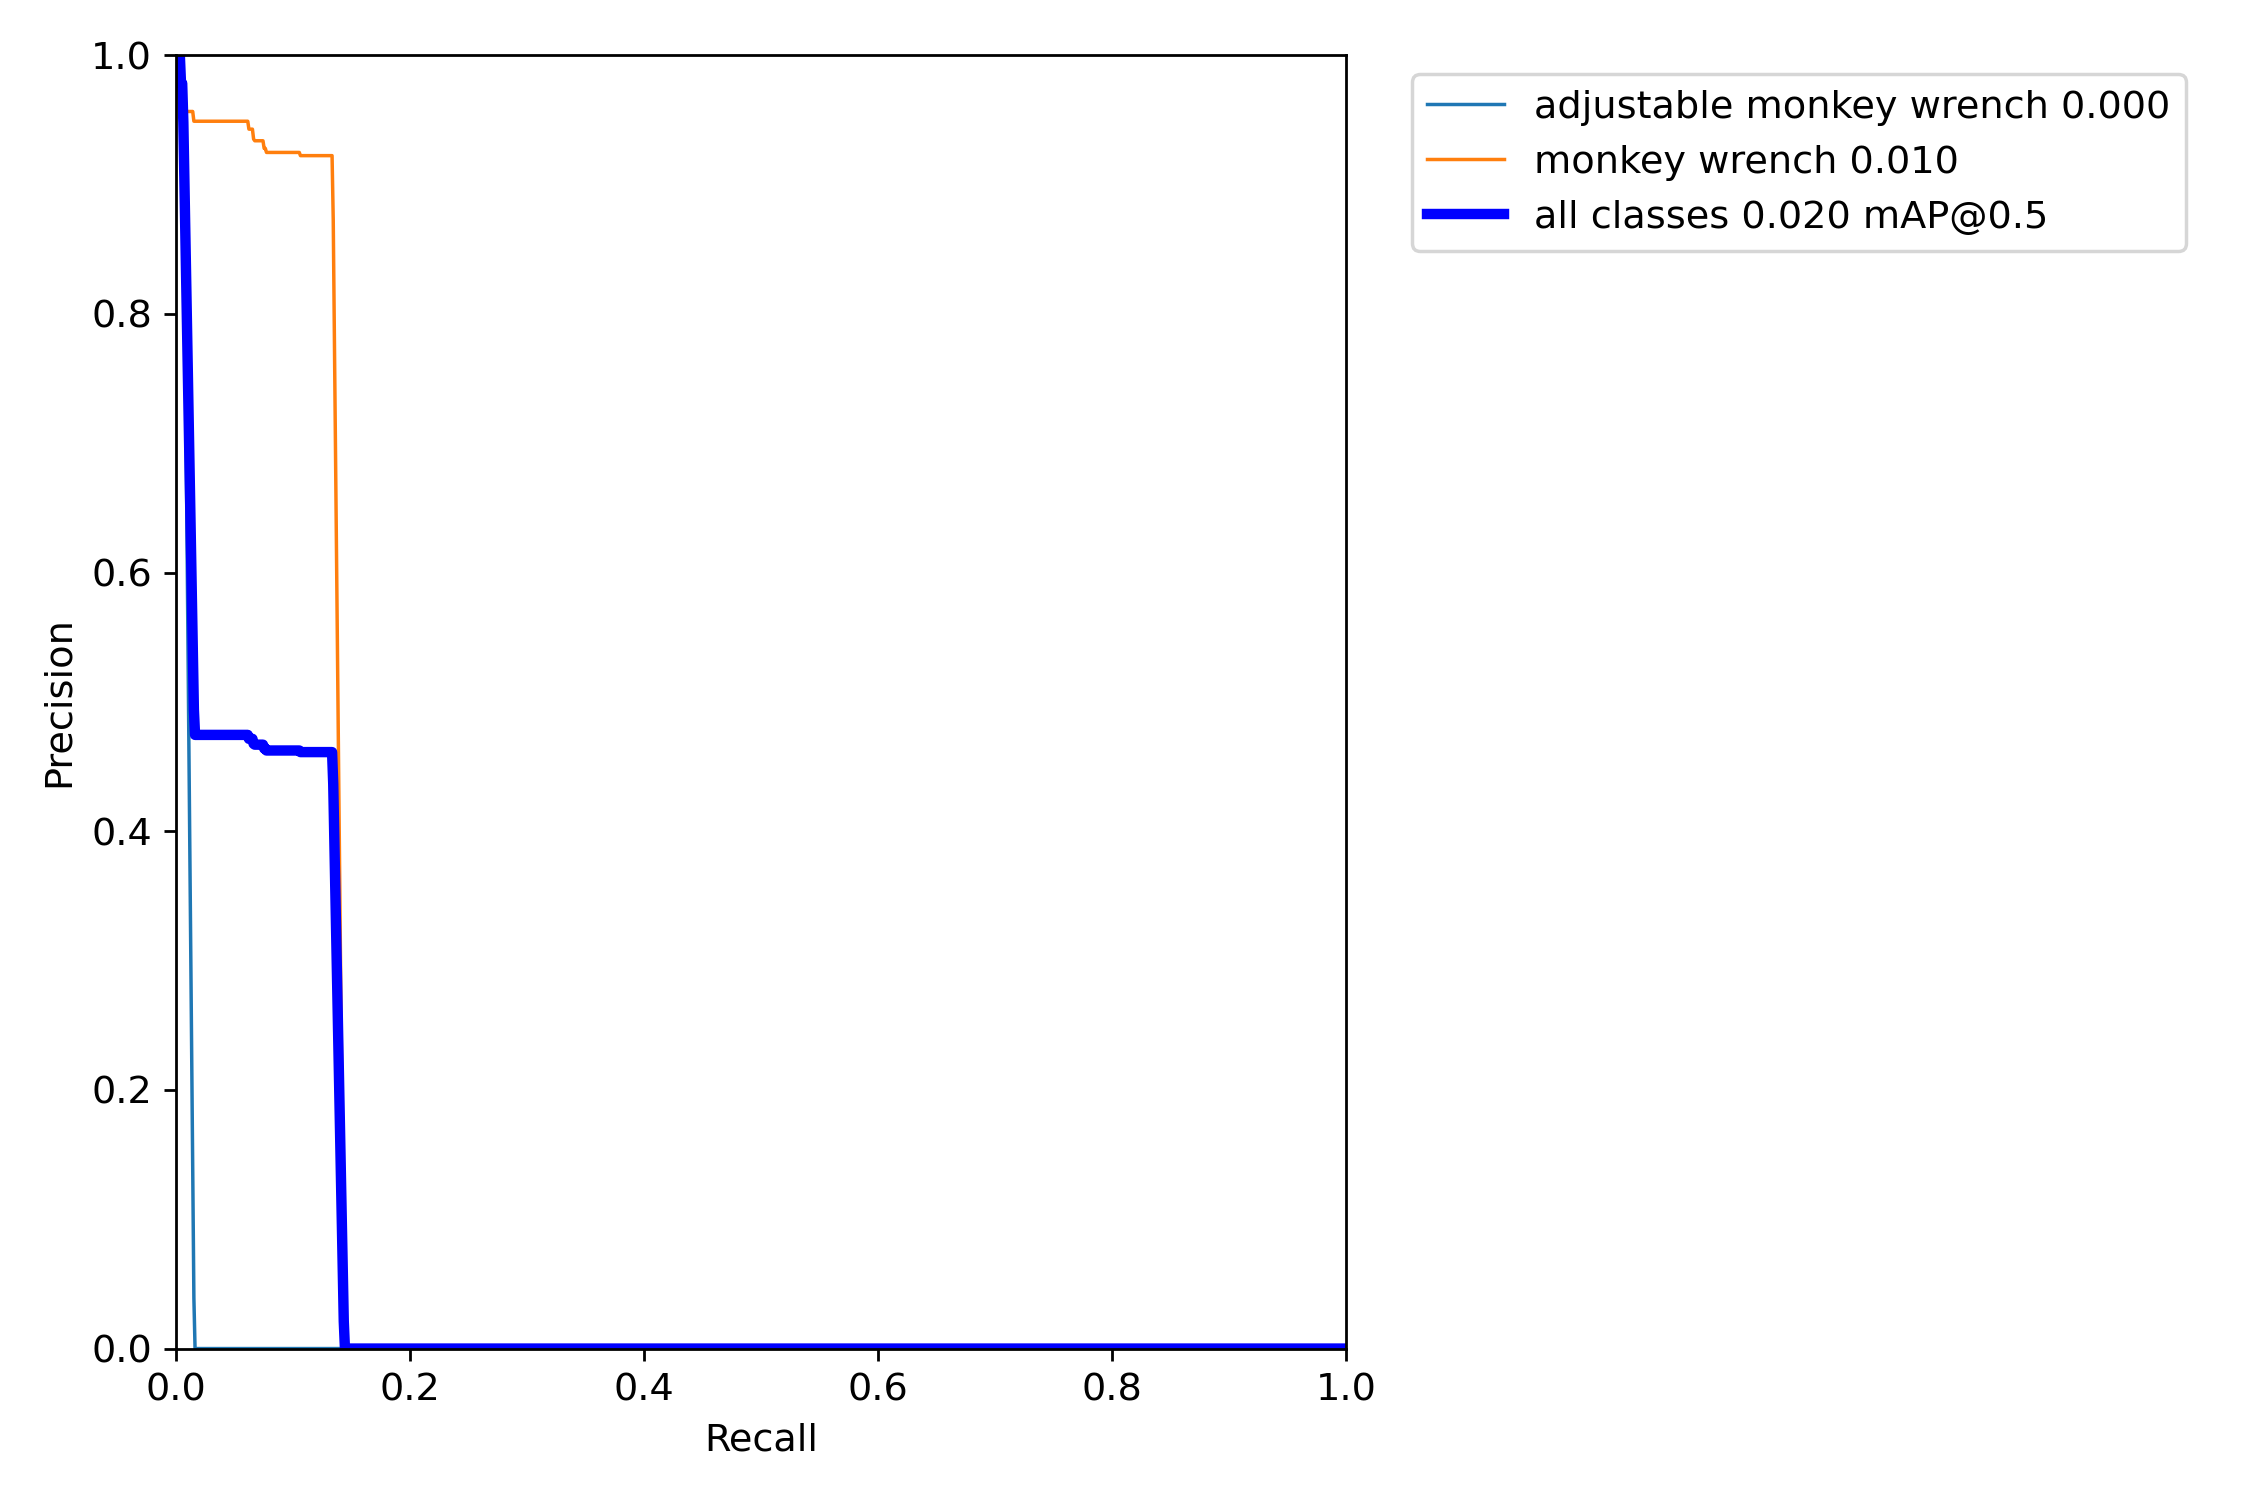 1.0
0.8
0.6
0.4
0.2
0.0
Precision
0.0 0.2 0.4 0.6 0.8 1.0
Recall
adjustable monkey wrench 0.000
monkey wrench 0.010
all classes 0.020 mAP@0.5